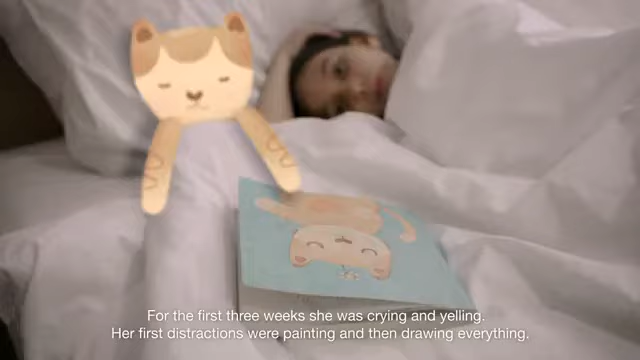 For the first three weeks she was crying and yelling.
Her first distractions were painting and then drawing everything.